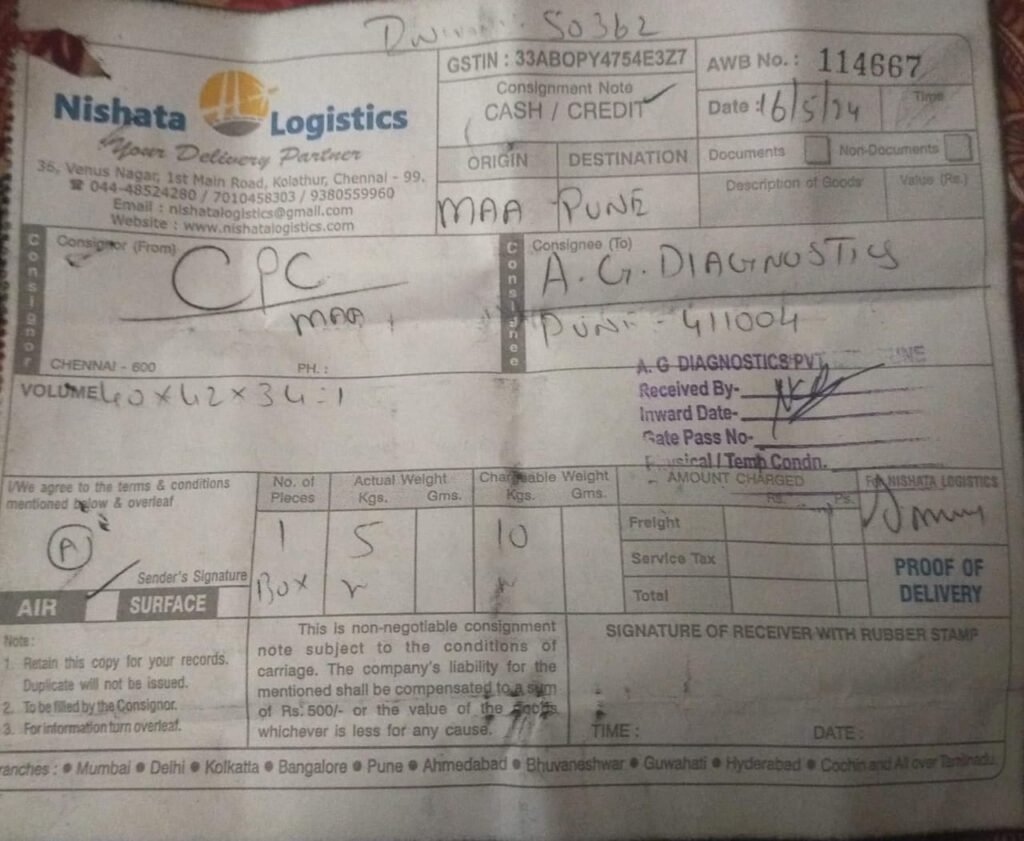 50362
Nishata Logistics
Your Delivery Partner
36, Venus Nagar, 1st Main Road, Kolathur, Chennai - 99.
☎ 044-48524280 / 7010458303 / 9380559960
Email : nishatalogistics@gmail.com
Website : www.nishatalogistics.com
GSTIN : 33ABOPY4754E3Z7
Consignment Note
CASH / CREDIT ✓
AWB No. : 114667
Date : 16/5/24 Time
ORIGIN DESTINATION
MAA PUNE
Documents Non-Documents
Description of Goods Value (Rs.)
Consignor
Consignor (From)
CPC
MAA
CHENNAI - 600 PH. :
Consignee
Consignee (To)
A. G. DIAGNOSTICS
PUNE - 411004
VOLUME 40 x 42 x 34 = 1
A. G DIAGNOSTICS PVT
Received By-
Inward Date-
Gate Pass No-
Physical / Temp Condn.
I/We agree to the terms & conditions
mentioned below & overleaf
A
Sender's Signature
AIR SURFACE
No. of Pieces
Actual Weight
Kgs. Gms.
Chargeable Weight
Kgs. Gms.
AMOUNT CHARGED
Rs. Ps.
For NISHATA LOGISTICS
1 5 10
Box
Freight
Service Tax
Total
PROOF OF
DELIVERY
Note :
1. Retain this copy for your records.
Duplicate will not be issued.
2. To be filled by the Consignor.
3. For information turn overleaf.
This is non-negotiable consignment
note subject to the conditions of
carriage. The company's liability for the
mentioned shall be compensated to a sum
of Rs. 500/- or the value of the goods
whichever is less for any cause.
SIGNATURE OF RECEIVER WITH RUBBER STAMP
TIME : DATE :
ranches : ● Mumbai ● Delhi ● Kolkatta ● Bangalore ● Pune ● Ahmedabad ● Bhuvaneshwar ● Guwahati ● Hyderabad ● Cochin and All over Tamilnadu